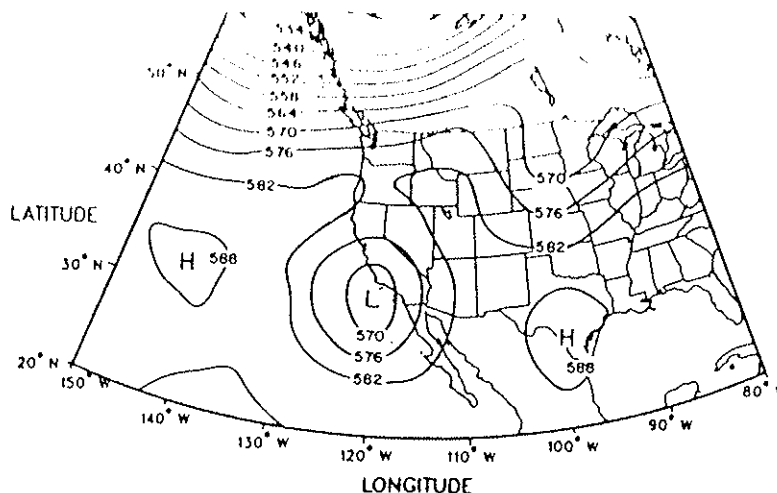 534
540
546
552
50° N
558
564
570
576
40° N
582
570
LATITUDE
576
582
H
588
30° N
L
570
H
576
588
20° N
582
150° W
80° W
140° W
90° W
130° W
100° W
120° W
110° W
LONGITUDE